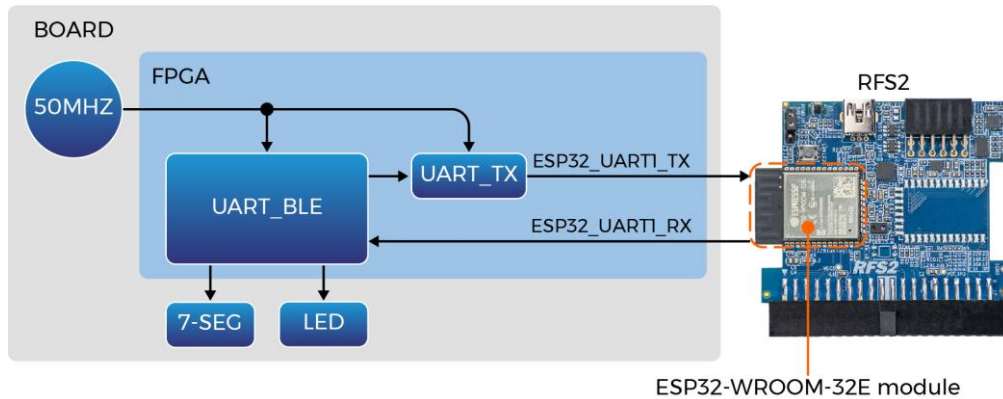 BOARD
FPGA
50MHZ
RFS2
UART_TX
ESP32_UART1_TX
UART_BLE
ESP32_UART1_RX
7-SEG
LED
RFS2
ESP32-WROOM-32E module